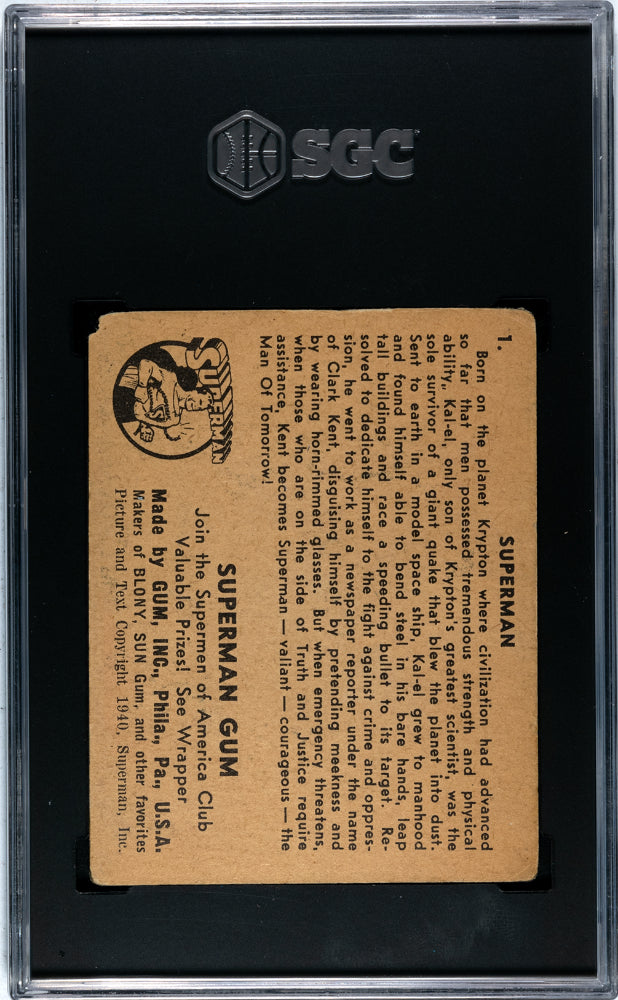 SGC
1.
SUPERMAN
Born on the planet Krypton where civilization had advanced
so far that men possessed tremendous strength and physical
ability, Kal-el, only son of Krypton's greatest scientist, was the
sole survivor of a giant quake that blew the planet into dust.
Sent to earth in a model space ship, Kal-el grew to manhood
and found himself able to bend steel in his bare hands, leap
tall buildings and race a speeding bullet to its target. Re-
solved to dedicate himself to the fight against crime and oppres-
sion, he went to work as a newspaper reporter under the name
of Clark Kent, disguising himself by pretending meekness and
by wearing horn-rimmed glasses. But when emergency threatens,
when those who are on the side of Truth and Justice require
assistance, Kent becomes Superman — valiant — courageous — the
Man Of Tomorrow!
SUPERMAN
SUPERMAN GUM
Join the Supermen of America Club
Valuable Prizes! See Wrapper
Made by GUM, INC., Phila., Pa., U.S.A.
Makers of BLONY, SUN Gum, and other favorites
Picture and Text Copyright 1940, Superman, Inc.